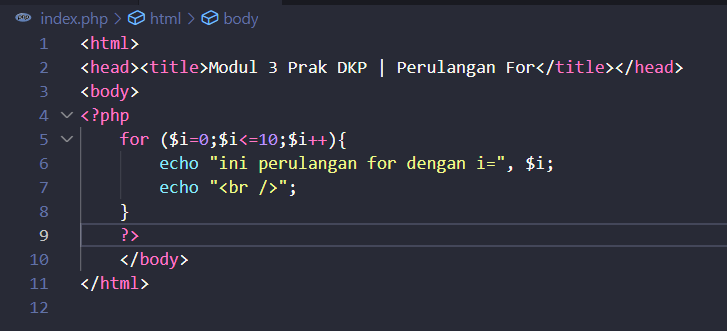 index.php > html > body
1 <html>
2 <head><title>Modul 3 Prak DKP | Perulangan For</title></head>
3 <body>
4 <?php
5     for ($i=0;$i<=10;$i++){
6         echo "ini perulangan for dengan i=", $i;
7         echo "<br />";
8     }
9     ?>
10     </body>
11 </html>
12